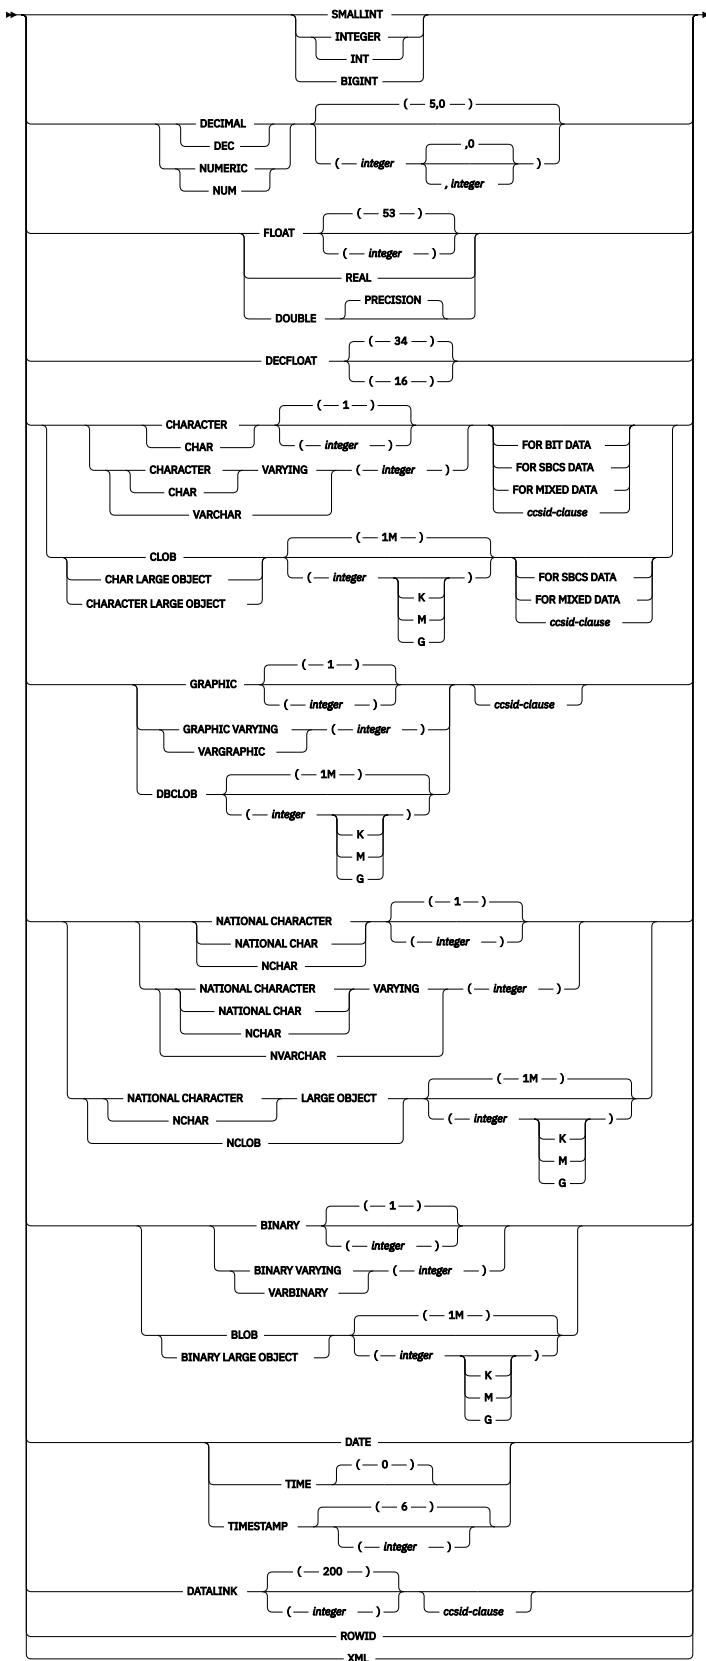 SMALLINT
INTEGER
INT
BIGINT
( 5,0 )
DECIMAL
DEC
,0
NUMERIC ( integer )
, integer
NUM
( 53 )
FLOAT
( integer )
REAL
PRECISION
DOUBLE
( 34 )
DECFLOAT
( 16 )
( 1 )
CHARACTER
CHAR ( integer ) FOR BIT DATA
CHARACTER VARYING ( integer ) FOR SBCS DATA
CHAR FOR MIXED DATA
VARCHAR ccsid-clause
( 1M )
CLOB
CHAR LARGE OBJECT ( integer ) FOR SBCS DATA
K
CHARACTER LARGE OBJECT FOR MIXED DATA
M ccsid-clause
G
( 1 )
GRAPHIC
( integer ) ccsid-clause
GRAPHIC VARYING ( integer )
VARGRAPHIC
( 1M )
DBCLOB
( integer )
K
M
G
( 1 )
NATIONAL CHARACTER
NATIONAL CHAR ( integer )
NCHAR
NATIONAL CHARACTER VARYING ( integer )
NATIONAL CHAR
NCHAR
NVARCHAR
( 1M )
NATIONAL CHARACTER LARGE OBJECT
NCHAR ( integer )
K
NCLOB
M
G
( 1 )
BINARY
( integer )
BINARY VARYING ( integer )
VARBINARY
( 1M )
BLOB
BINARY LARGE OBJECT ( integer )
K
M
G
DATE
( 0 )
TIME
( 6 )
TIMESTAMP
( integer )
( 200 )
DATALINK
( integer ) ccsid-clause
ROWID
XML